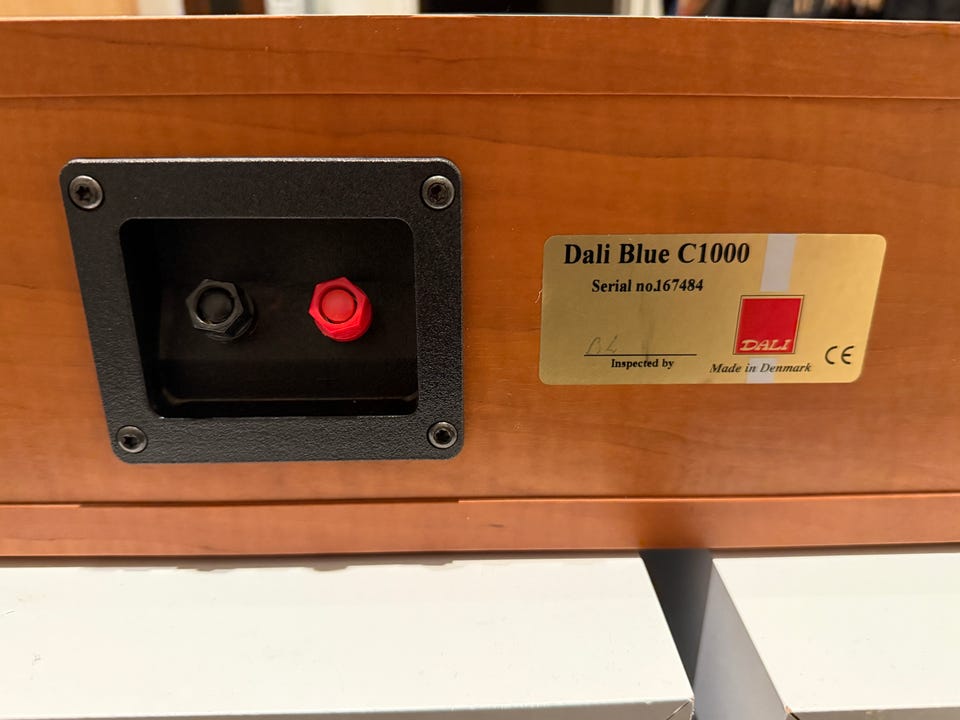 Dali Blue C1000
Serial no.167484
Inspected by
DALI
Made in Denmark
CE